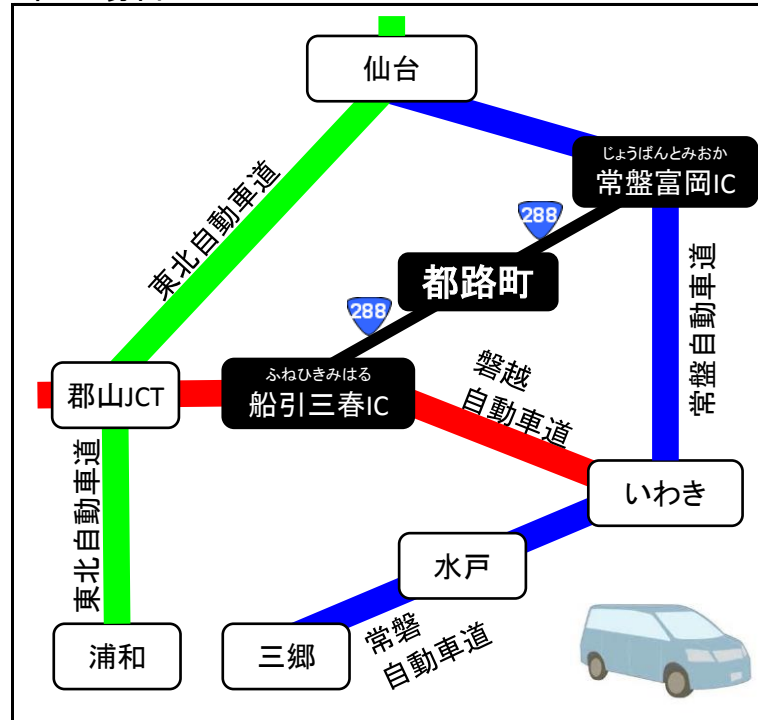 仙台
じょうばんとみおか
常盤富岡IC
288
東北自動車道
都路町
常盤自動車道
288
ふねひきみはる
船引三春IC
郡山JCT
磐越
自動車道
いわき
東北自動車道
水戸
浦和
三郷
常磐
自動車道